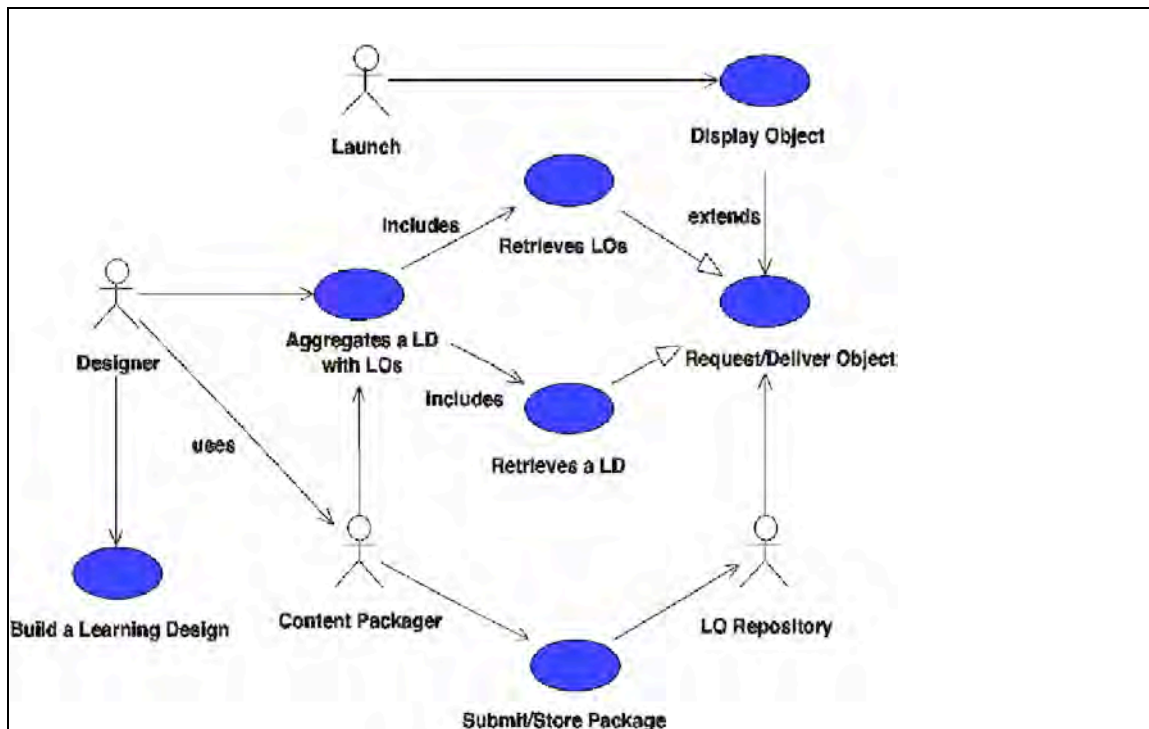 Launch
Display Object
Includes
extends
Retrieves LOs
Designer
Aggregates a LD
with LOs
Request/Deliver Object
Includes
uses
Retrieves a LD
Build a Learning Design
Content Packager
LO Repository
Submit/Store Package